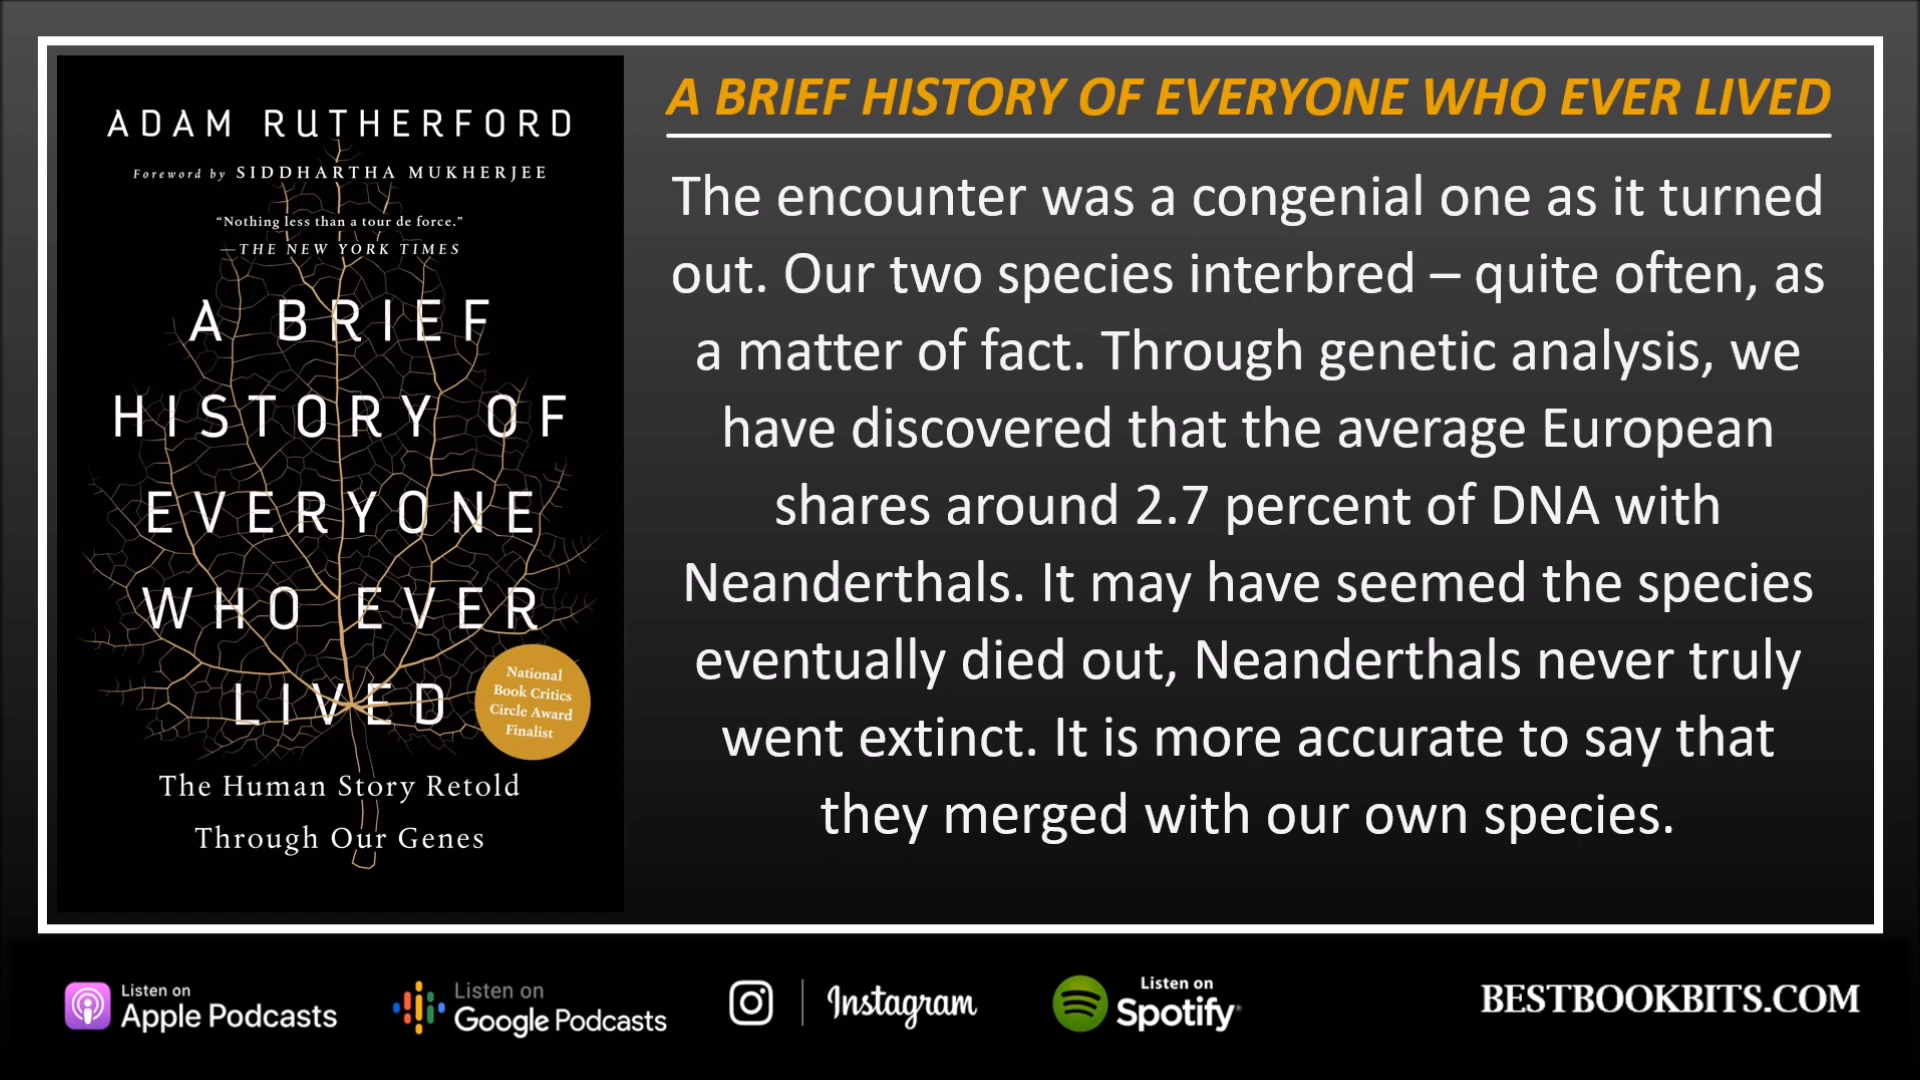 ADAM RUTHERFORD
Foreword by SIDDHARTHA MUKHERJEE
“Nothing less than a tour de force.”
—THE NEW YORK TIMES
A BRIEF
HISTORY OF
EVERYONE
WHO EVER
LIVED
National
Book Critics
Circle Award
Finalist
The Human Story Retold
Through Our Genes
A BRIEF HISTORY OF EVERYONE WHO EVER LIVED
The encounter was a congenial one as it turned
out. Our two species interbred – quite often, as
a matter of fact. Through genetic analysis, we
have discovered that the average European
shares around 2.7 percent of DNA with
Neanderthals. It may have seemed the species
eventually died out, Neanderthals never truly
went extinct. It is more accurate to say that
they merged with our own species.
Listen on
Apple Podcasts
Listen on
Google Podcasts
Instagram
Listen on
Spotify
BESTBOOKBITS.COM